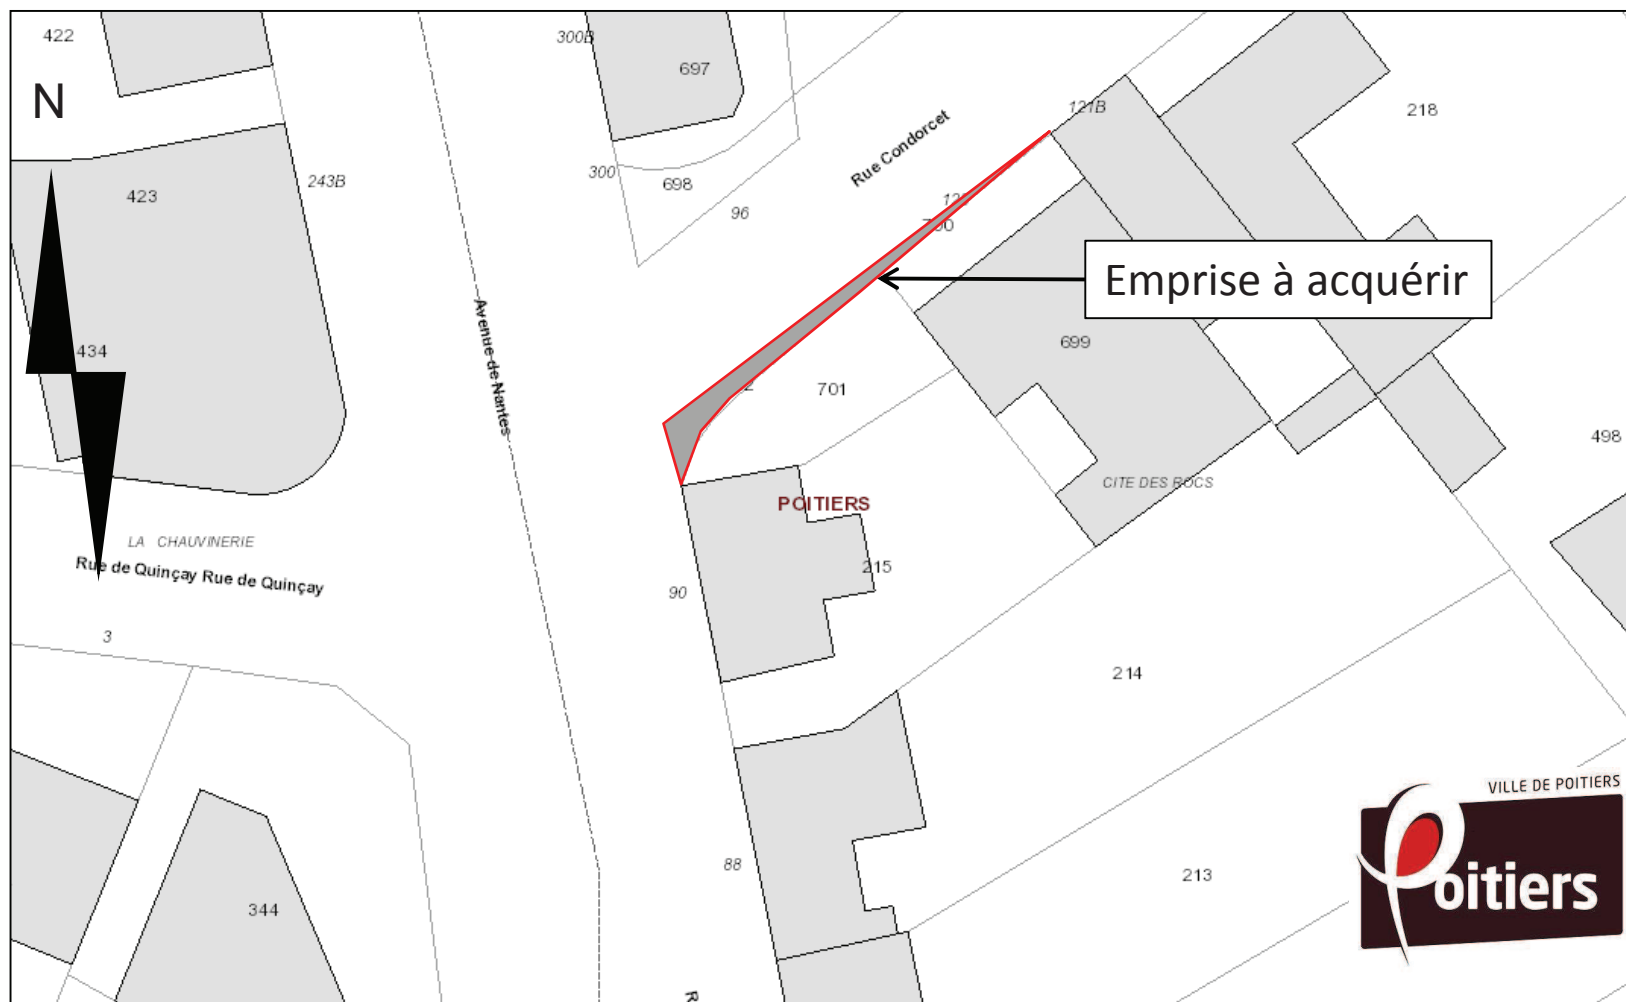 422
300B
697
N
121B
218
Rue Condorcet
423
243B
300
698
96
Emprise à acquérir
434
Avenue de Nantes
699
701
498
CITE DES ROCS
POITIERS
LA CHAUVINERIE
Rue de Quinçay Rue de Quinçay
215
90
3
214
VILLE DE POITIERS
Poitiers
88
213
344